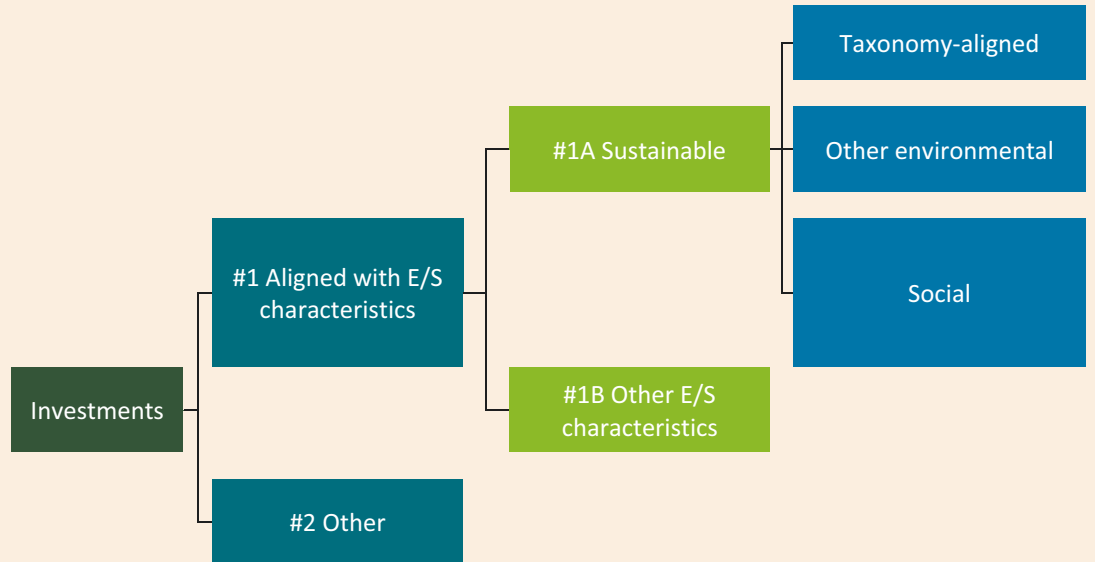 Investments
#1 Aligned with E/S
characteristics
#2 Other
#1A Sustainable
#1B Other E/S
characteristics
Taxonomy-aligned
Other environmental
Social